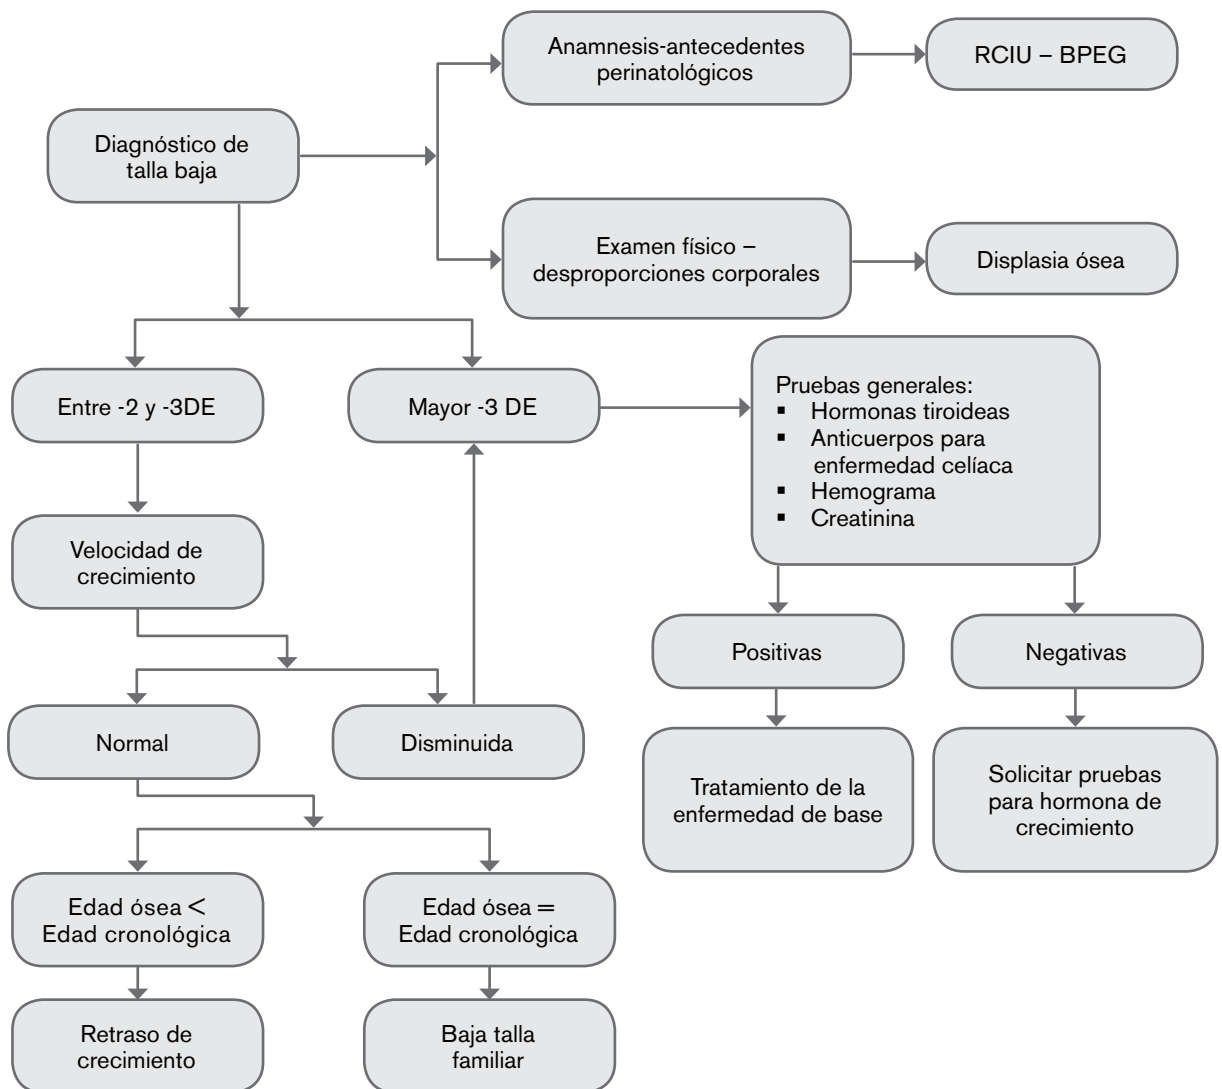 Anamnesis-antecedentes
perinatológicos
RCIU – BPEG
Diagnóstico de
talla baja
Examen físico –
desproporciones corporales
Displasia ósea
Entre -2 y -3DE
Mayor -3 DE
Pruebas generales:
▪ Hormonas tiroideas
▪ Anticuerpos para
enfermedad celíaca
▪ Hemograma
▪ Creatinina
Velocidad de
crecimiento
Positivas
Negativas
Normal
Disminuida
Tratamiento de la
enfermedad de base
Solicitar pruebas
para hormona de
crecimiento
Edad ósea <
Edad cronológica
Edad ósea =
Edad cronológica
Retraso de
crecimiento
Baja talla
familiar